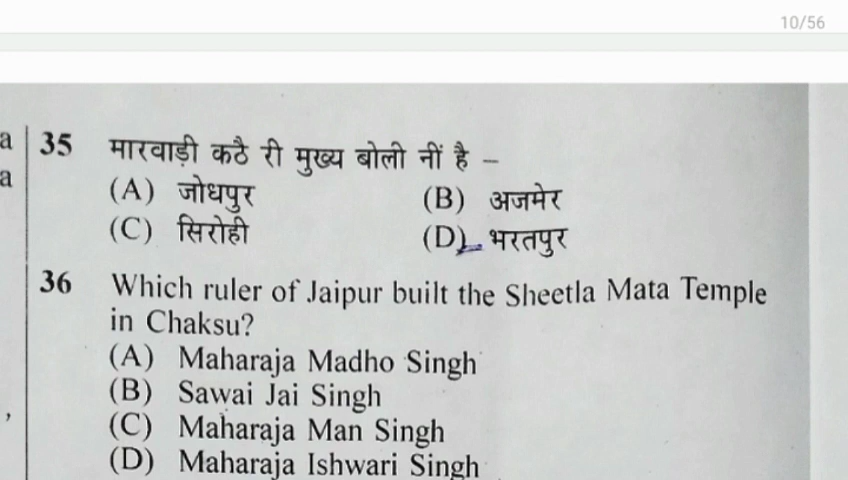 10/56
a 35 मारवाड़ी कठै री मुख्य बोली नीं है –
a (A) जोधपुर (B) अजमेर
(C) सिरोही (D) भरतपुर
36 Which ruler of Jaipur built the Sheetla Mata Temple
in Chaksu?
(A) Maharaja Madho Singh
(B) Sawai Jai Singh
, (C) Maharaja Man Singh
(D) Maharaja Ishwari Singh